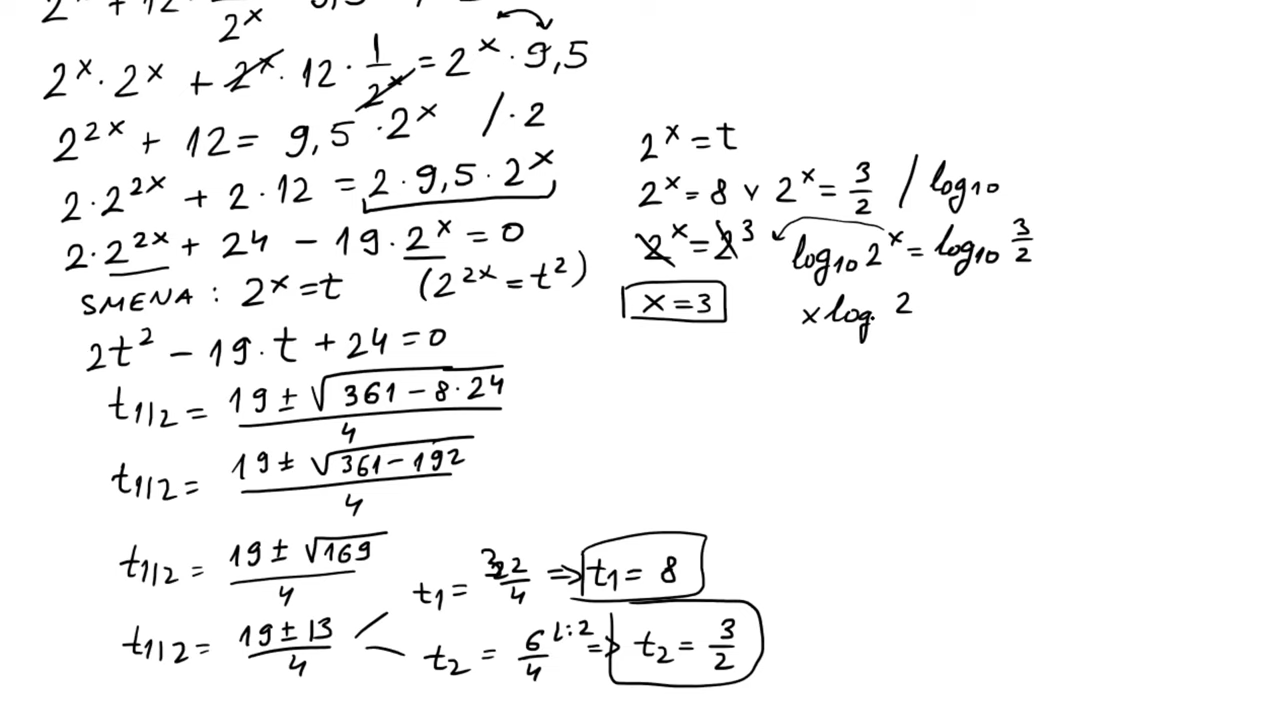 2^x · 2^x + 2^x · 12 · 1/2^x = 2^x · 9,5
2^2x + 12 = 9,5 · 2^x / · 2
2 · 2^2x + 2 · 12 = 2 · 9,5 · 2^x
2 · 2^2x + 24 - 19 · 2^x = 0
SMENA : 2^x = t (2^2x = t^2)
2t^2 - 19 · t + 24 = 0
t1/2 = (19 ± √(361 - 8 · 24))/4
t1/2 = (19 ± √(361 - 192))/4
t1/2 = (19 ± √169)/4
t1/2 = (19 ± 13)/4
t1 = 32/4 => t1 = 8
t2 = 6/4 /:2 => t2 = 3/2
2^x = t
2^x = 8 ∨ 2^x = 3/2 / log10
2^x = 2^3 log10 2^x = log10 3/2
x = 3 x log. 2